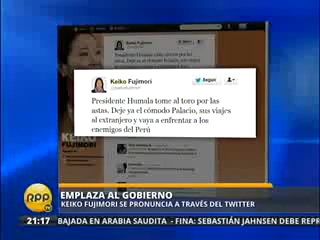 Keiko Fujimori
Seguir
Presidente Humala tome al toro por las
astas. Deje ya el cómodo Palacio, sus viajes
al extranjero y vaya a enfrentar a los
enemigos del Perú
KEIKO
FUJIMORI
RPP
TV
EMPLAZA AL GOBIERNO
KEIKO FUJIMORI SE PRONUNCIA A TRAVÉS DEL TWITTER
21:17 BAJADA EN ARABIA SAUDITA - FINA: SEBASTIÁN JAHNSEN DEBE REPR